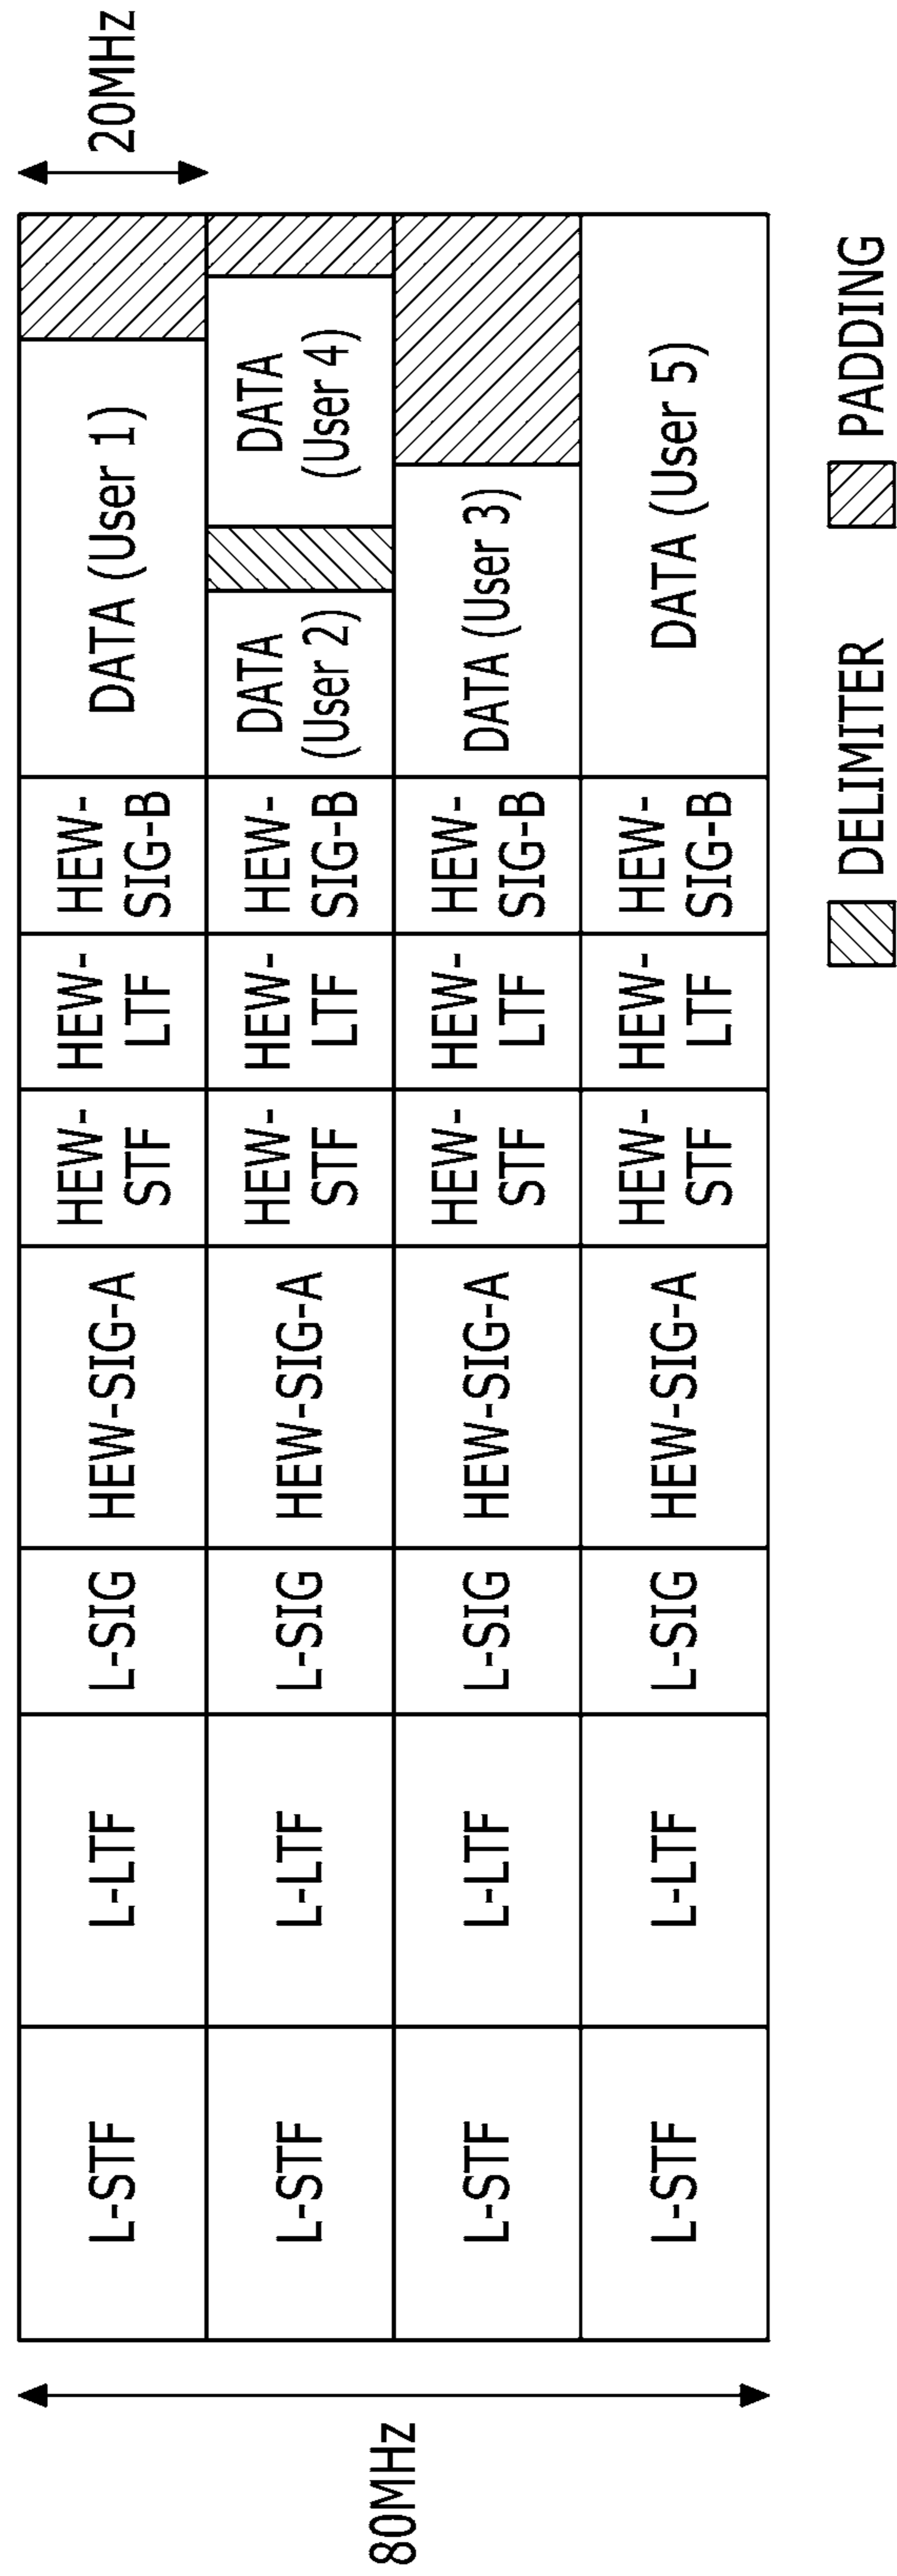 80MHz
20MHz
L-STF
L-LTF
L-SIG
HEW-SIG-A
HEW-
STF
HEW-
LTF
HEW-
SIG-B
DATA (User 1)
L-STF
L-LTF
L-SIG
HEW-SIG-A
HEW-
STF
HEW-
LTF
HEW-
SIG-B
DATA
(User 2)
DATA
(User 4)
L-STF
L-LTF
L-SIG
HEW-SIG-A
HEW-
STF
HEW-
LTF
HEW-
SIG-B
DATA (User 3)
L-STF
L-LTF
L-SIG
HEW-SIG-A
HEW-
STF
HEW-
LTF
HEW-
SIG-B
DATA (User 5)
DELIMITER
PADDING